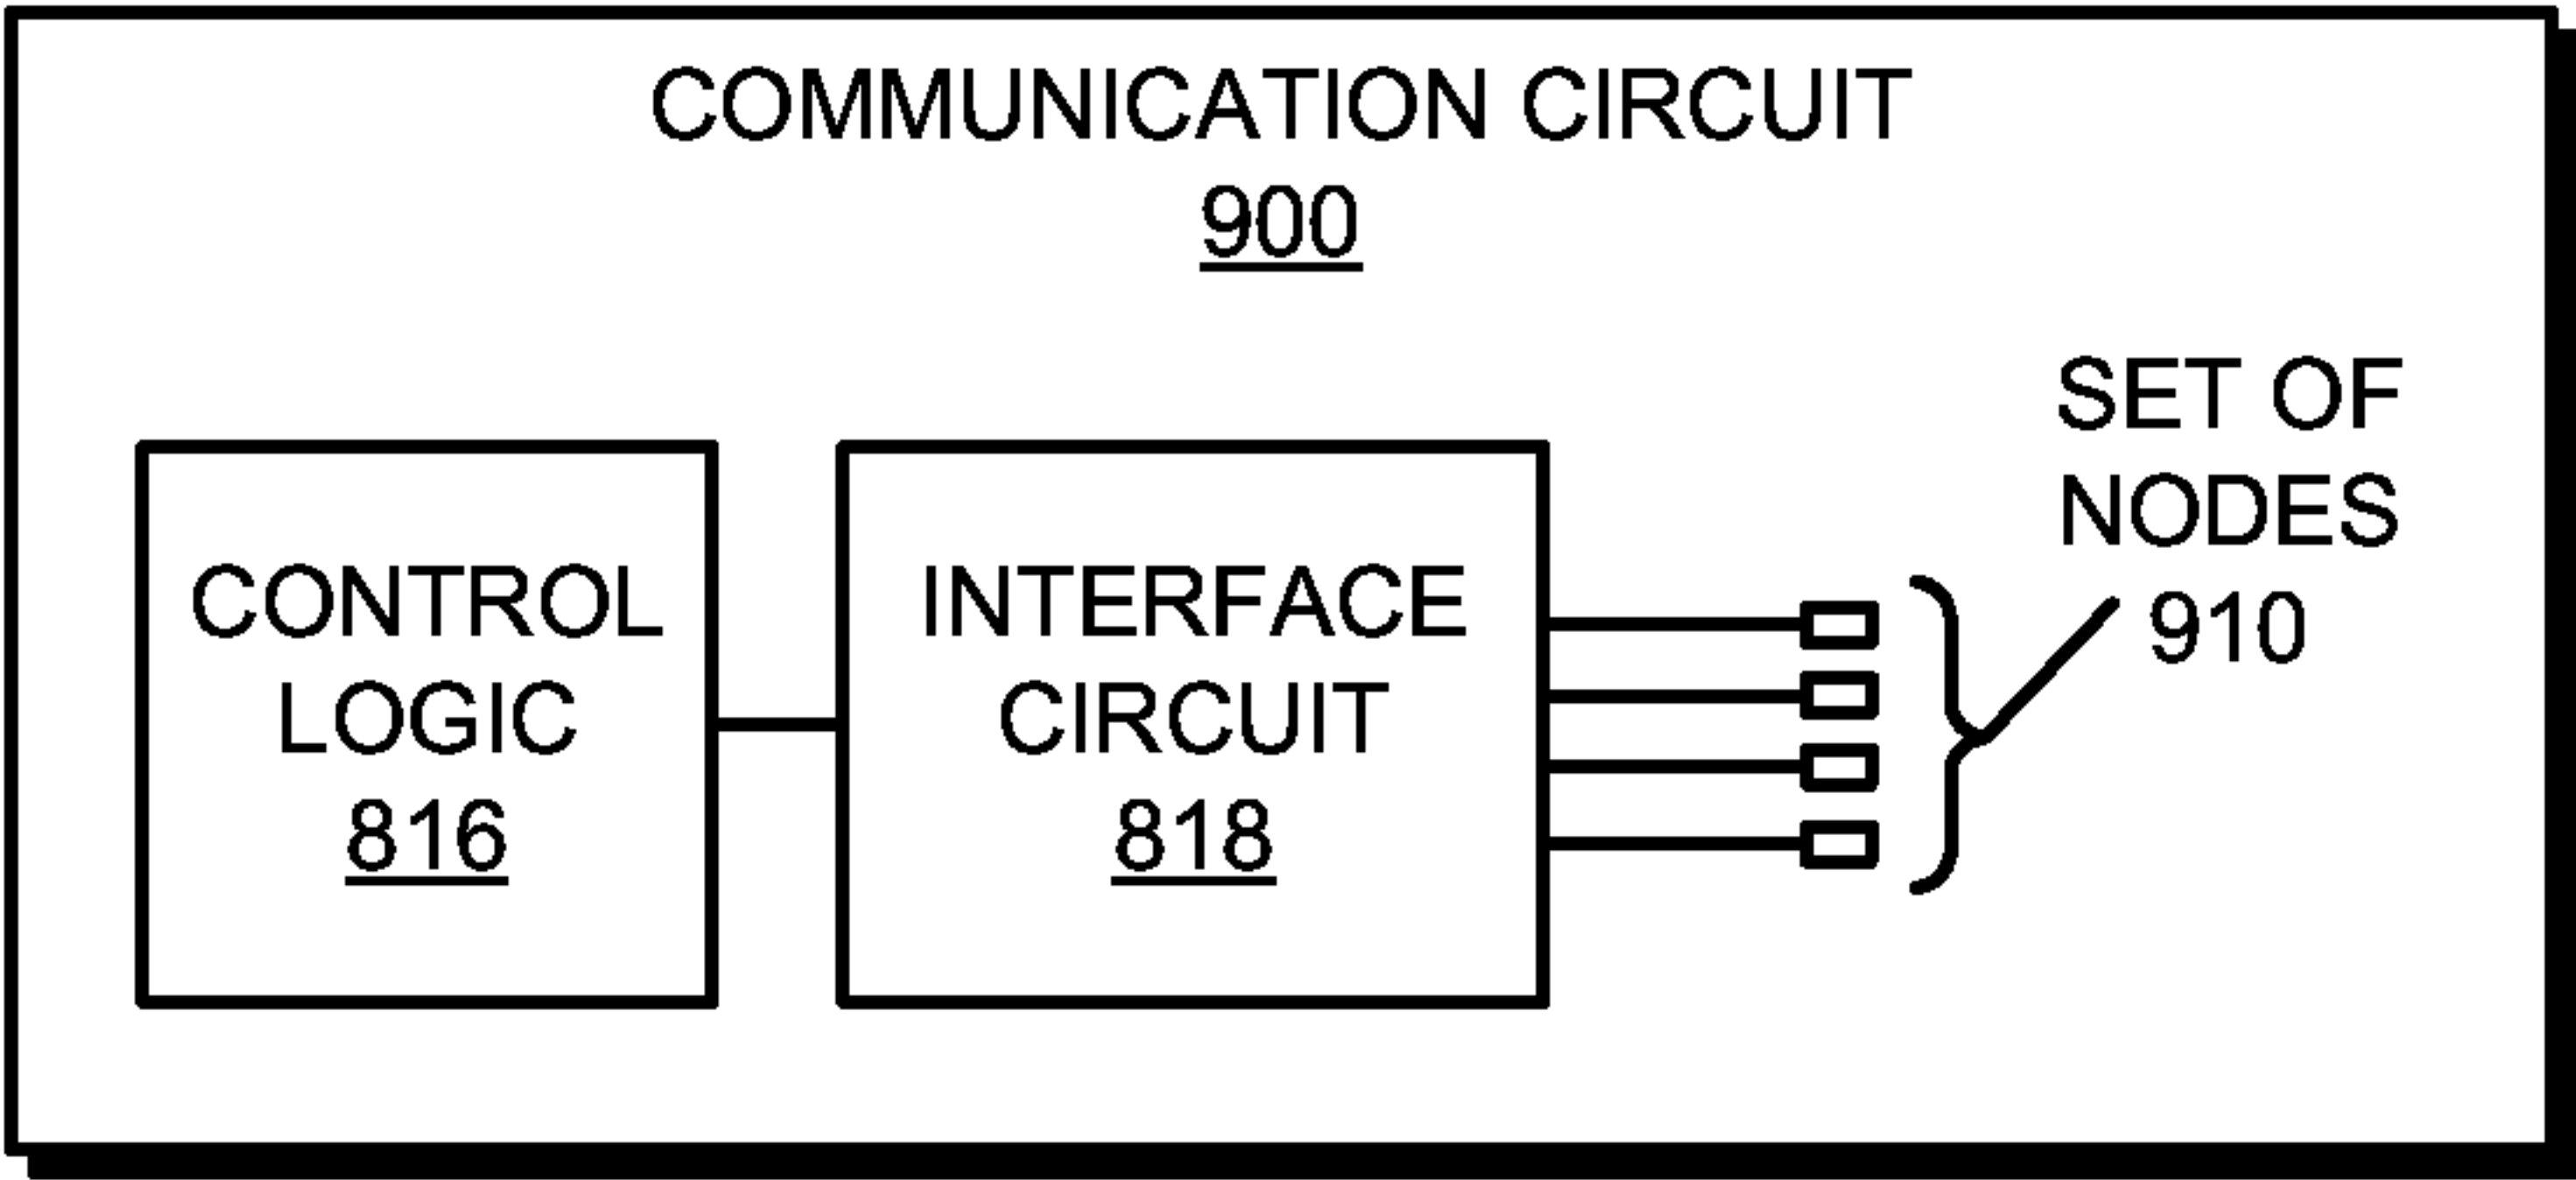 COMMUNICATION CIRCUIT
900
SET OF
NODES
910
CONTROL
LOGIC
816
INTERFACE
CIRCUIT
818